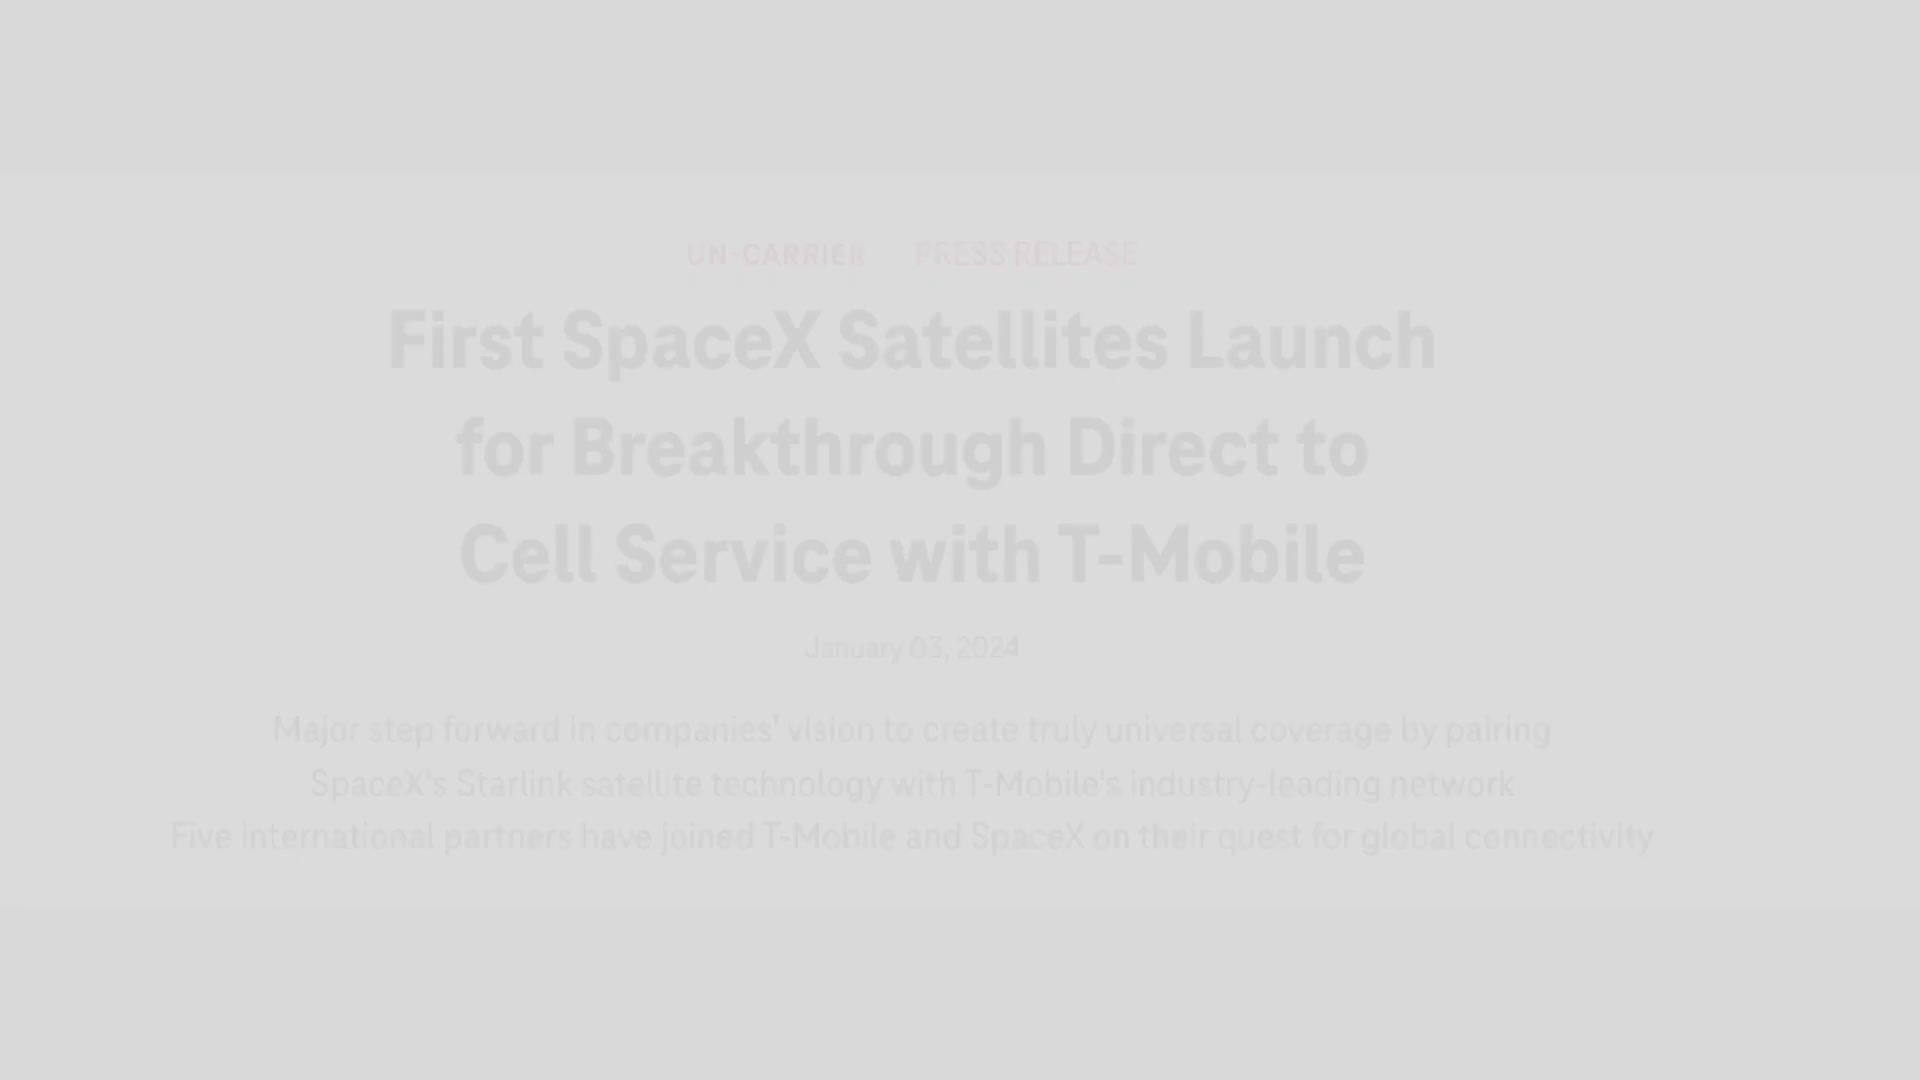 UN-CARRIER PRESS RELEASE
First SpaceX Satellites Launch
for Breakthrough Direct to
Cell Service with T-Mobile
January 03, 2024
Major step forward in companies' vision to create truly universal coverage by pairing
SpaceX's Starlink satellite technology with T-Mobile's industry-leading network
Five international partners have joined T-Mobile and SpaceX on their quest for global connectivity